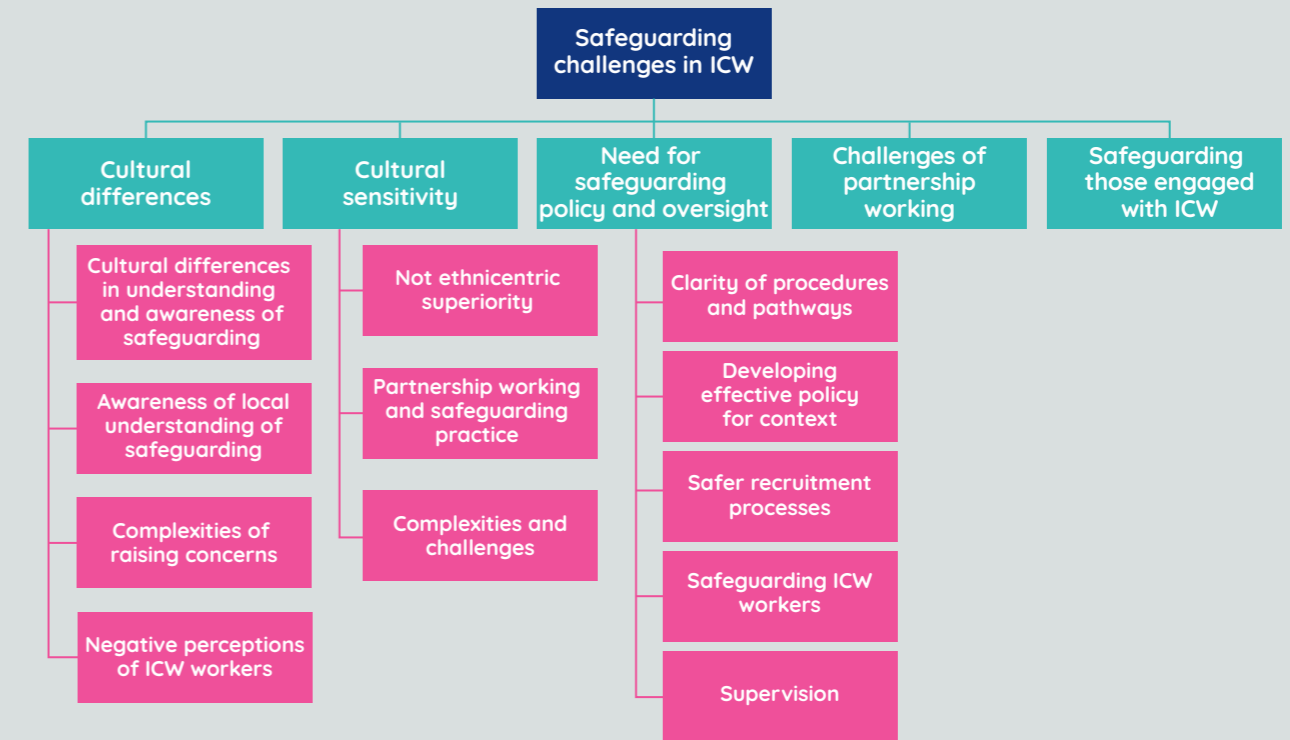 Safeguarding
challenges in ICW
Cultural
differences
Cultural
sensitivity
Need for
safeguarding
policy and oversight
Challenges of
partnership
working
Safeguarding
those engaged
with ICW
Cultural differences
in understanding
and awareness of
safeguarding
Awareness of local
understanding of
safeguarding
Complexities of
raising concerns
Negative perceptions
of ICW workers
Not ethnicentric
superiority
Partnership working
and safeguarding
practice
Complexities and
challenges
Clarity of procedures
and pathways
Developing
effective policy
for context
Safer recruitment
processes
Safeguarding ICW
workers
Supervision